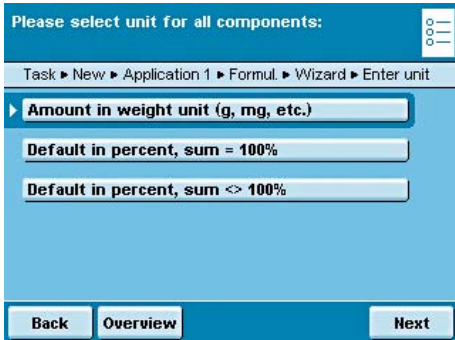 Please select unit for all components:
Task ▸ New ▸ Application 1 ▸ Formul. ▸ Wizard ▸ Enter unit
Amount in weight unit (g, mg, etc.)
Default in percent, sum = 100%
Default in percent, sum <> 100%
Back Overview Next